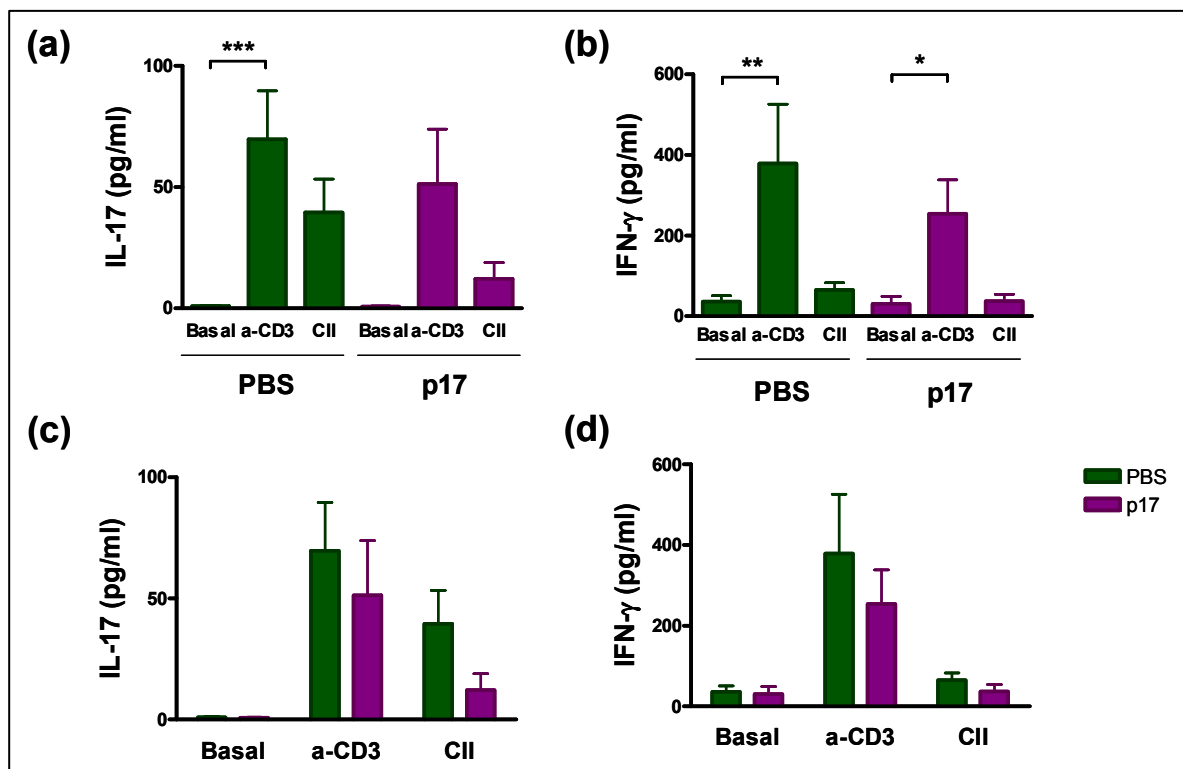 (a)
***
100
50
0
IL-17 (pg/ml)
Basal a-CD3 CII Basal a-CD3 CII
PBS p17
(b)
** *
600
400
200
0
IFN-γ (pg/ml)
Basal a-CD3 CII Basal a-CD3 CII
PBS p17
(c)
100
50
0
IL-17 (pg/ml)
Basal a-CD3 CII
(d)
600
400
200
0
IFN-γ (pg/ml)
Basal a-CD3 CII
PBS
p17